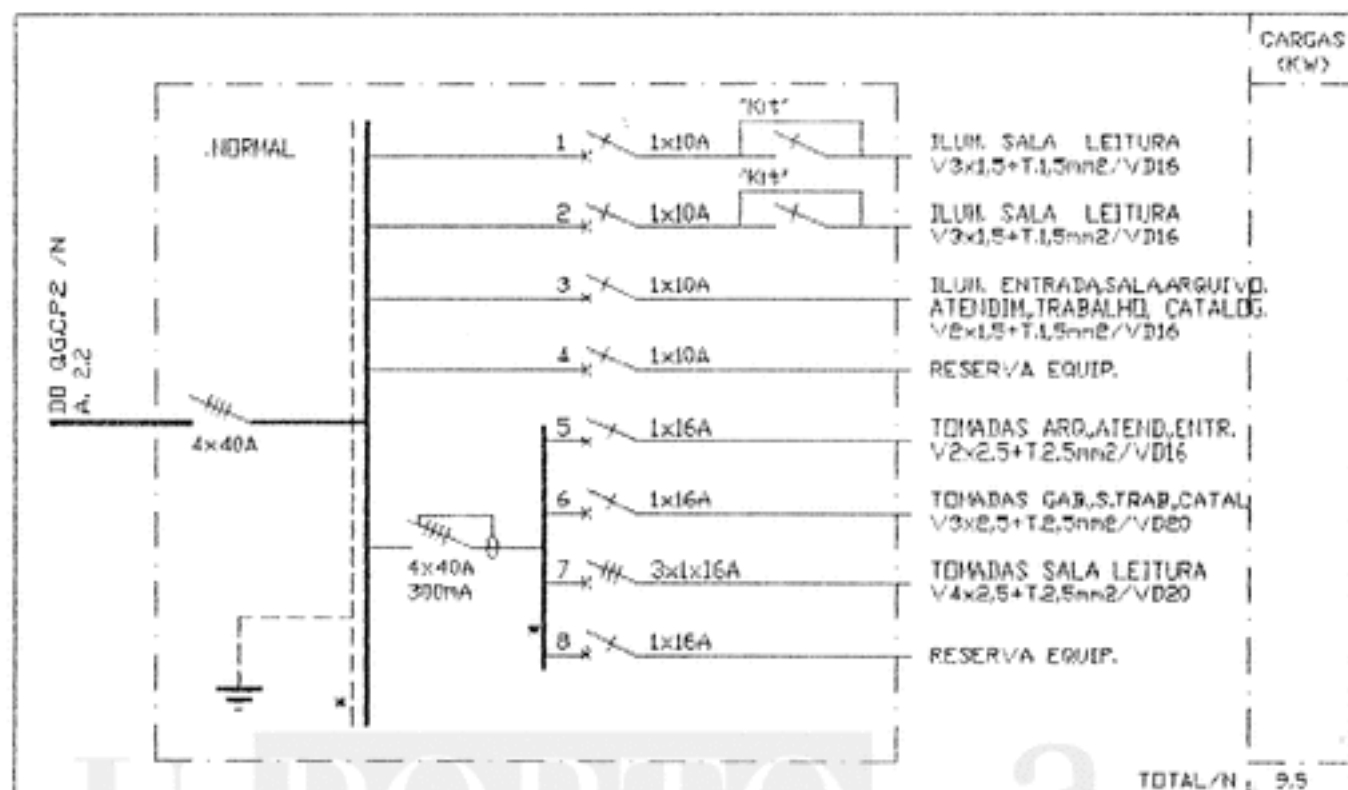 CARGAS
(KW)
.NORMAL
DO QGCP2 /N
A. 2.2
4x40A
1 1x10A "Kit" ILUM. SALA LEITURA
V3x1,5+T.1,5mm2/VD16
2 1x10A "Kit" ILUM. SALA LEITURA
V3x1,5+T.1,5mm2/VD16
3 1x10A ILUM. ENTRADA,SALA,ARQUIVO.
ATENDIM,TRABALHO, CATALOG.
V2x1,5+T.1,5mm2/VD16
4 1x10A RESERVA EQUIP.
4x40A
300mA
5 1x16A TOMADAS ARQ.,ATEND,ENTR.
V2x2,5+T.2,5mm2/VD16
6 1x16A TOMADAS GAB,S.TRAB,CATAL
V3x2,5+T.2,5mm2/VD20
7 3x1x16A TOMADAS SALA LEITURA
V4x2,5+T.2,5mm2/VD20
8 1x16A RESERVA EQUIP.
TOTAL/N : 9.5
U PORTO 3